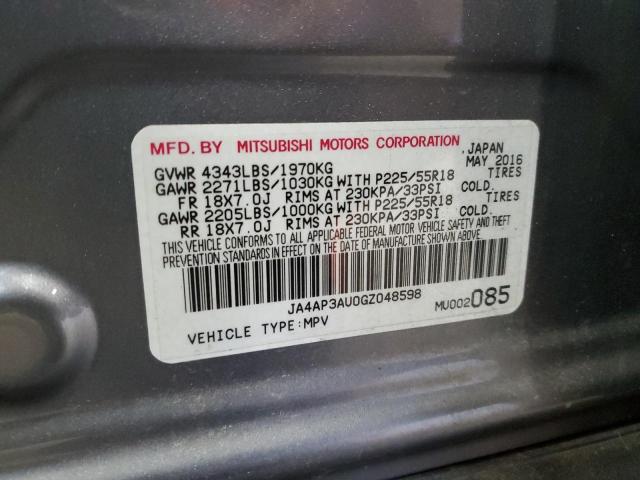 MFD. BY MITSUBISHI MOTORS CORPORATION .JAPAN
GVWR 4343LBS/1970KG MAY 2016
GAWR 2271LBS/1030KG WITH P225/55R18 TIRES
FR 18X7.0J RIMS AT 230KPA/33PSI COLD.
GAWR 2205LBS/1000KG WITH P225/55R18 TIRES
RR 18X7.0J RIMS AT 230KPA/33PSI COLD.
THIS VEHICLE CONFORMS TO ALL APPLICABLE FEDERAL MOTOR VEHICLE SAFETY AND THEFT
PREVENTION STANDARDS IN EFFECT ON THE DATE OF MANUFACTURE SHOWN ABOVE.
JA4AP3AU0GZ048598 MU002085
VEHICLE TYPE:MPV